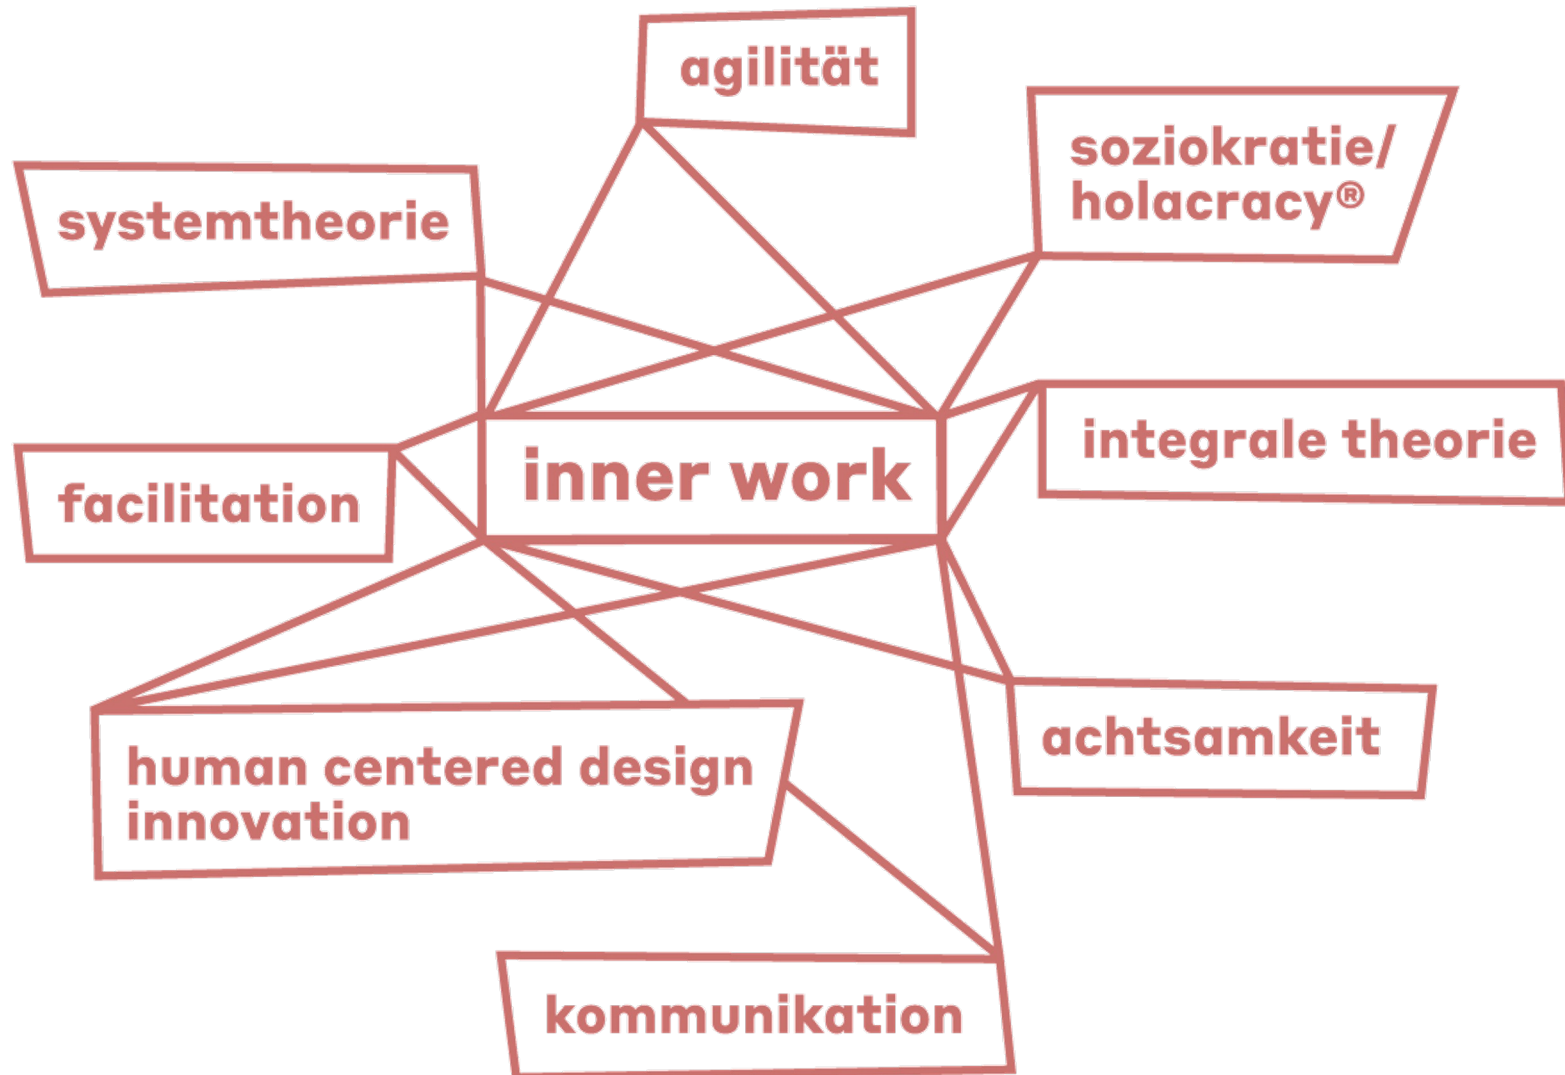 agilität
soziokratie/
holacracy®
systemtheorie
integrale theorie
inner work
facilitation
achtsamkeit
human centered design
innovation
kommunikation